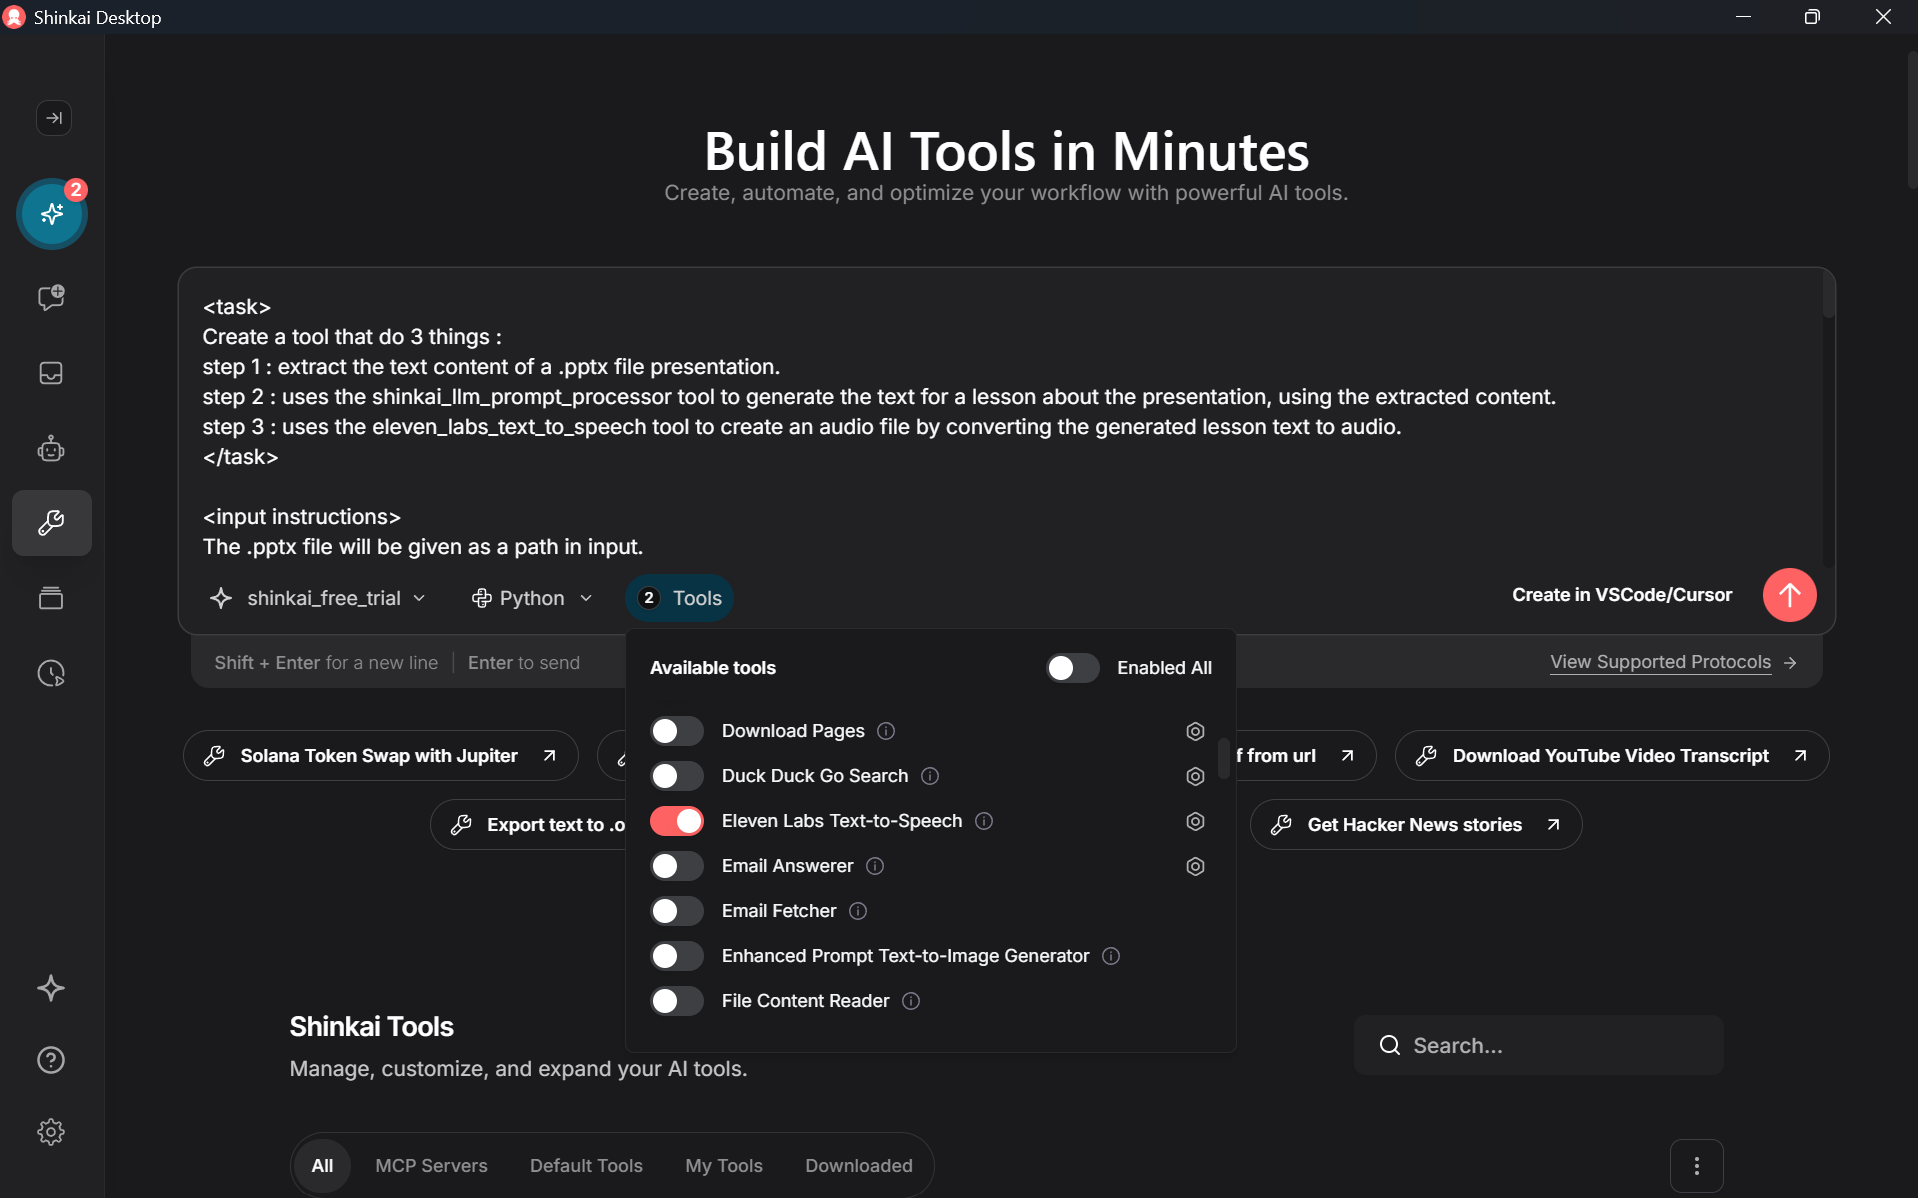 Shinkai Desktop
2
Build AI Tools in Minutes
Create, automate, and optimize your workflow with powerful AI tools.
<task>
Create a tool that do 3 things :
step 1 : extract the text content of a .pptx file presentation.
step 2 : uses the shinkai_llm_prompt_processor tool to generate the text for a lesson about the presentation, using the extracted content.
step 3 : uses the eleven_labs_text_to_speech tool to create an audio file by converting the generated lesson text to audio.
</task>
<input instructions>
The .pptx file will be given as a path in input.
shinkai_free_trial Python 2 Tools Create in VSCode/Cursor
Shift + Enter for a new line Enter to send
View Supported Protocols
Available tools Enabled All
Download Pages
Duck Duck Go Search
Eleven Labs Text-to-Speech
Email Answerer
Email Fetcher
Enhanced Prompt Text-to-Image Generator
File Content Reader
Solana Token Swap with Jupiter
f from url
Download YouTube Video Transcript
Export text to .o
Get Hacker News stories
Shinkai Tools
Manage, customize, and expand your AI tools.
Search...
All MCP Servers Default Tools My Tools Downloaded